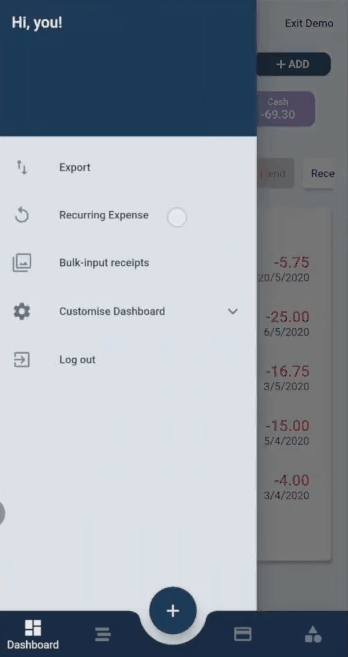 Hi, you!
Exit Demo
+ ADD
Cash
-69.30
Export
Rece
Recurring Expense
Bulk-input receipts
-5.75
20/5/2020
Customise Dashboard
-25.00
6/5/2020
Log out
-16.75
3/5/2020
-15.00
5/4/2020
-4.00
3/4/2020
+
Dashboard